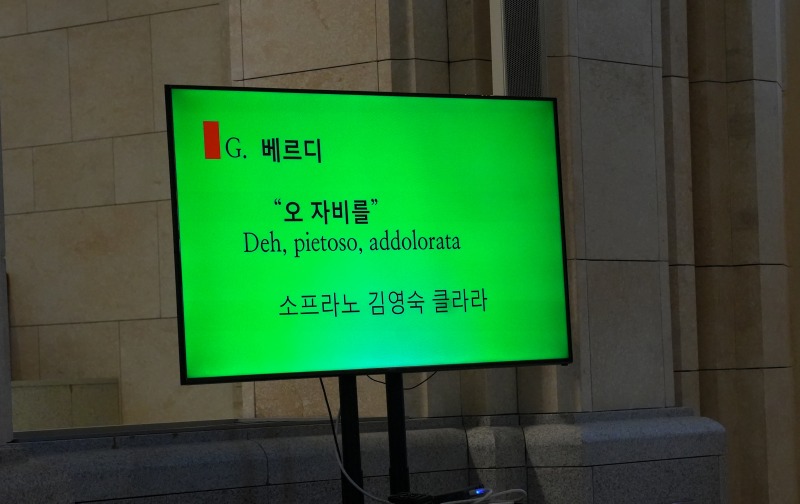 G. 베르디
“오 자비를”
Deh, pietoso, addolorata
소프라노 김영숙 클라라